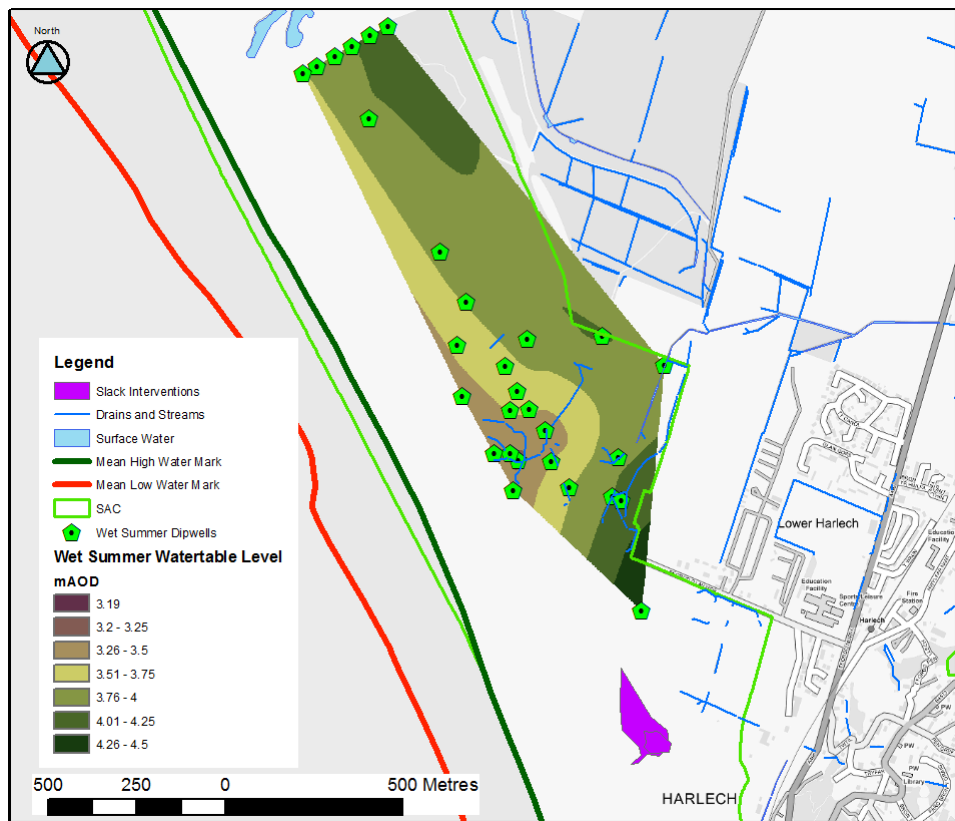 North
Legend
Slack Interventions
Drains and Streams
Surface Water
Mean High Water Mark
Mean Low Water Mark
SAC
Wet Summer Dipwells
Wet Summer Watertable Level
mAOD
3.19
3.2 - 3.25
3.26 - 3.5
3.51 - 3.75
3.76 - 4
4.01 - 4.25
4.26 - 4.5
500 250 0 500 Metres
Lower Harlech
Education
Facility
Education
Facility
Sports/Leisure
Centre
Fire
Station
Harlech
PW
PW
PW
Library
HARLECH